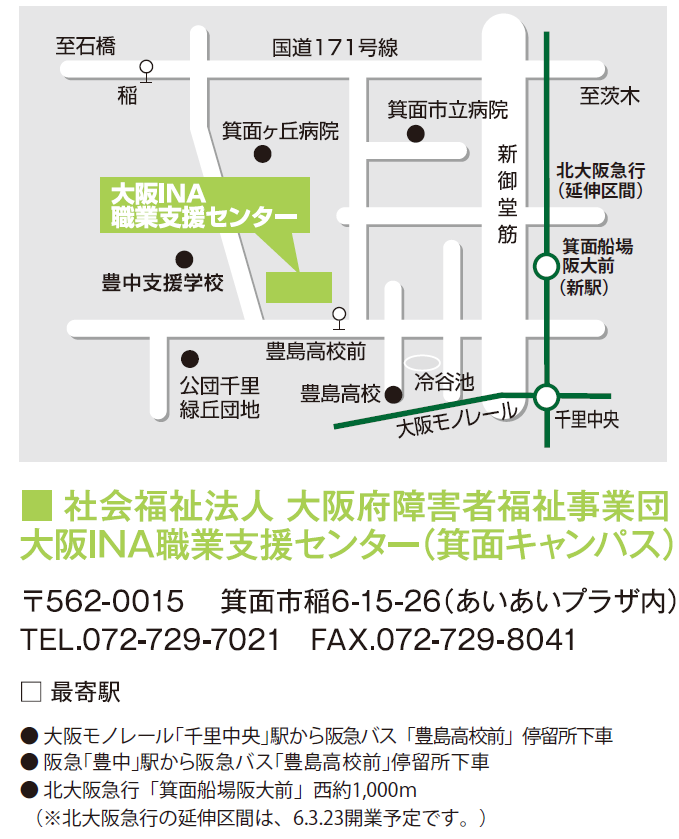 至石橋
国道171号線
稲
至茨木
箕面市立病院
箕面ヶ丘病院
新御堂筋
北大阪急行
（延伸区間）
大阪INA
職業支援センター
箕面船場
阪大前
（新駅）
豊中支援学校
豊島高校前
公団千里
緑丘団地
豊島高校
冷谷池
大阪モノレール
千里中央
■ 社会福祉法人 大阪府障害者福祉事業団
大阪INA職業支援センター（箕面キャンパス）
〒562-0015　箕面市稲6-15-26（あいあいプラザ内）
TEL.072-729-7021　FAX.072-729-8041
□ 最寄駅
● 大阪モノレール「千里中央」駅から阪急バス「豊島高校前」停留所下車
● 阪急「豊中」駅から阪急バス「豊島高校前」停留所下車
● 北大阪急行「箕面船場阪大前」西約1,000m
（※北大阪急行の延伸区間は、6.3.23開業予定です。）